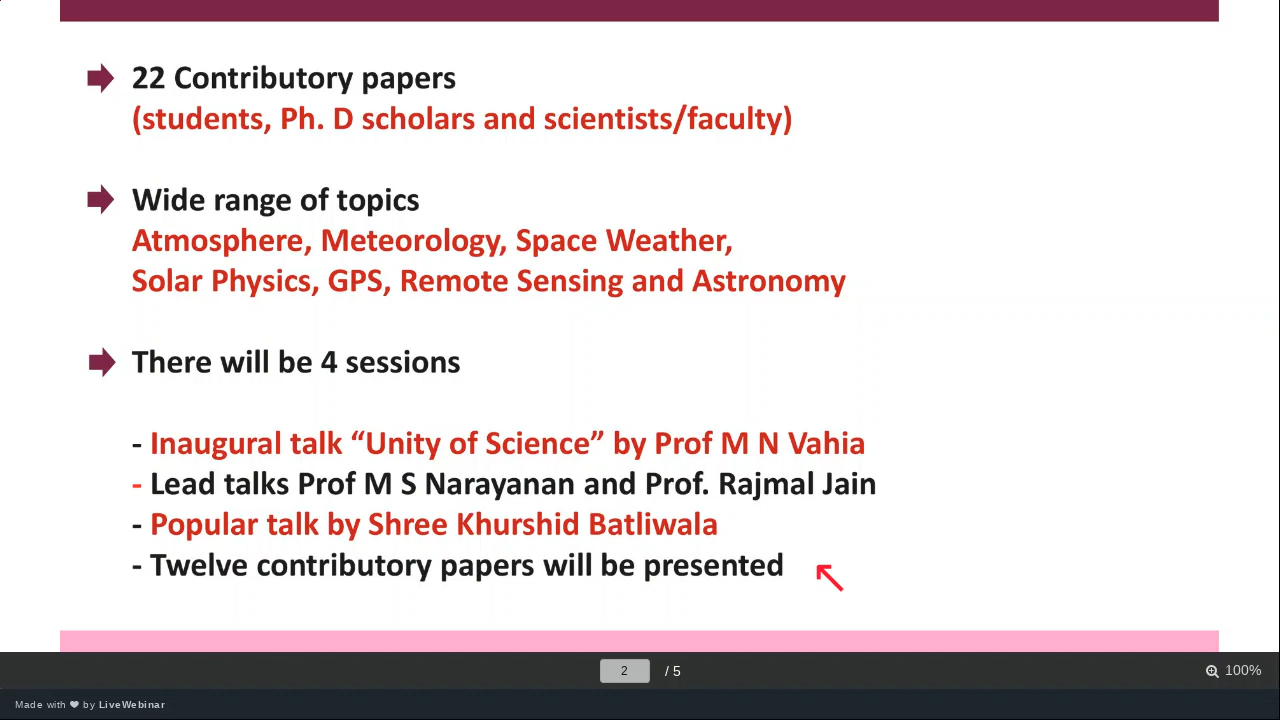 22 Contributory papers
(students, Ph. D scholars and scientists/faculty)
Wide range of topics
Atmosphere, Meteorology, Space Weather,
Solar Physics, GPS, Remote Sensing and Astronomy
There will be 4 sessions
- Inaugural talk “Unity of Science” by Prof M N Vahia
- Lead talks Prof M S Narayanan and Prof. Rajmal Jain
- Popular talk by Shree Khurshid Batliwala
- Twelve contributory papers will be presented
2 / 5
100%
Made with ❤ by LiveWebinar